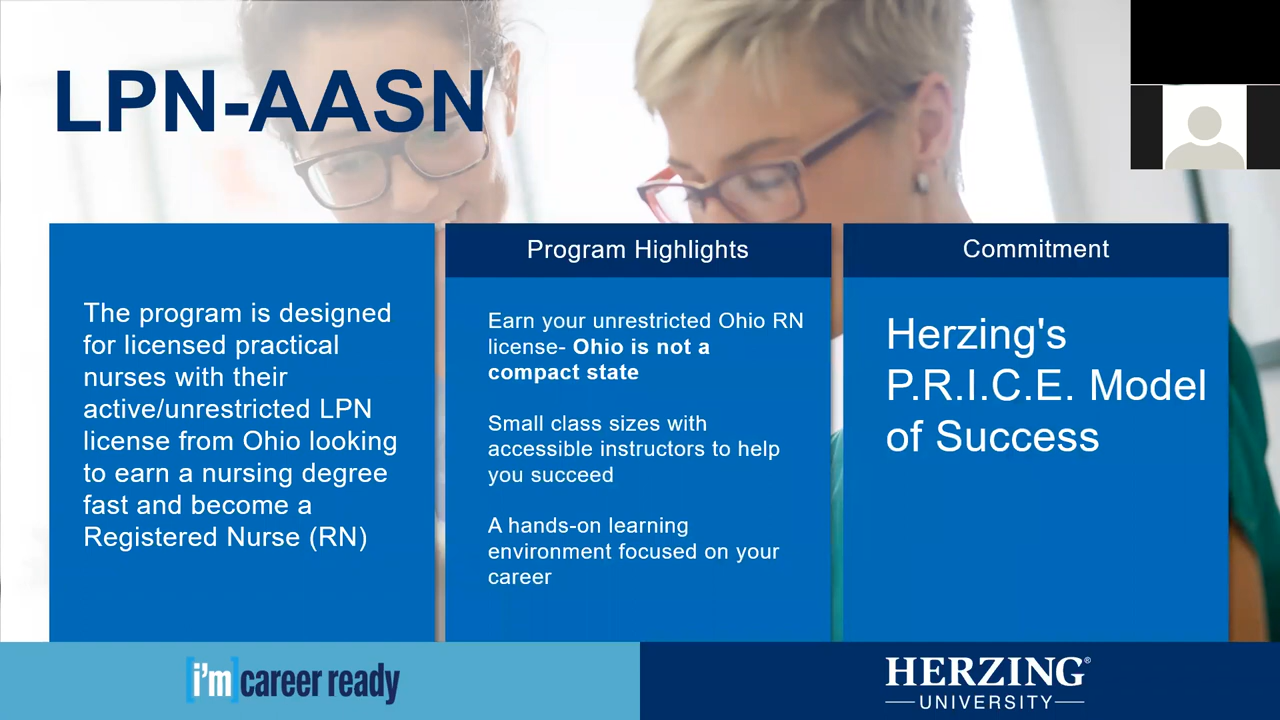 LPN-AASN
The program is designed
for licensed practical
nurses with their
active/unrestricted LPN
license from Ohio looking
to earn a nursing degree
fast and become a
Registered Nurse (RN)
Program Highlights
Earn your unrestricted Ohio RN
license- Ohio is not a
compact state
Small class sizes with
accessible instructors to help
you succeed
A hands-on learning
environment focused on your
career
Commitment
Herzing's
P.R.I.C.E. Model
of Success
[i'm] career ready
HERZING®
UNIVERSITY